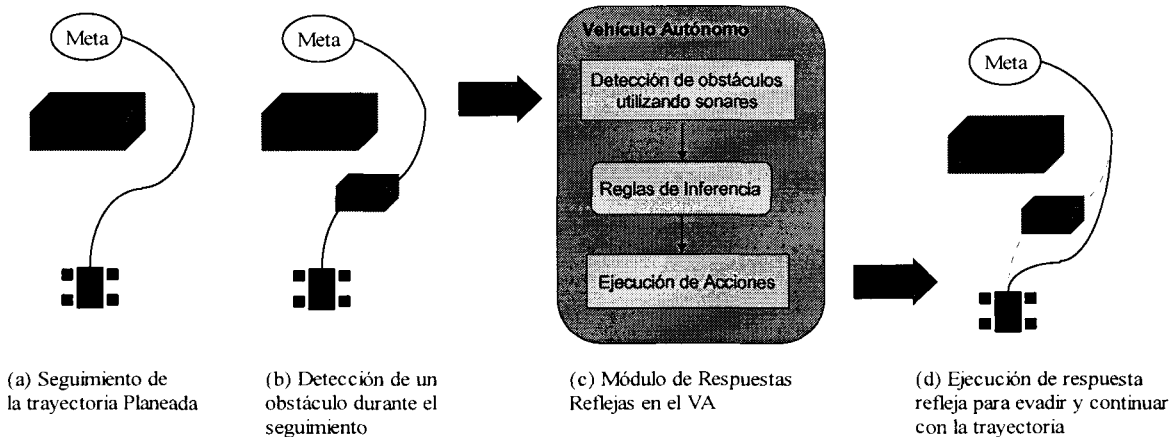 Meta
Meta
Vehículo Autónomo
Detección de obstáculos
utilizando sonares
Reglas de Inferencia
Ejecución de Acciones
Meta
(a) Seguimiento de
la trayectoria Planeada
(b) Detección de un
obstáculo durante el
seguimiento
(c) Módulo de Respuestas
Reflejas en el VA
(d) Ejecución de respuesta
refleja para evadir y continuar
con la trayectoria